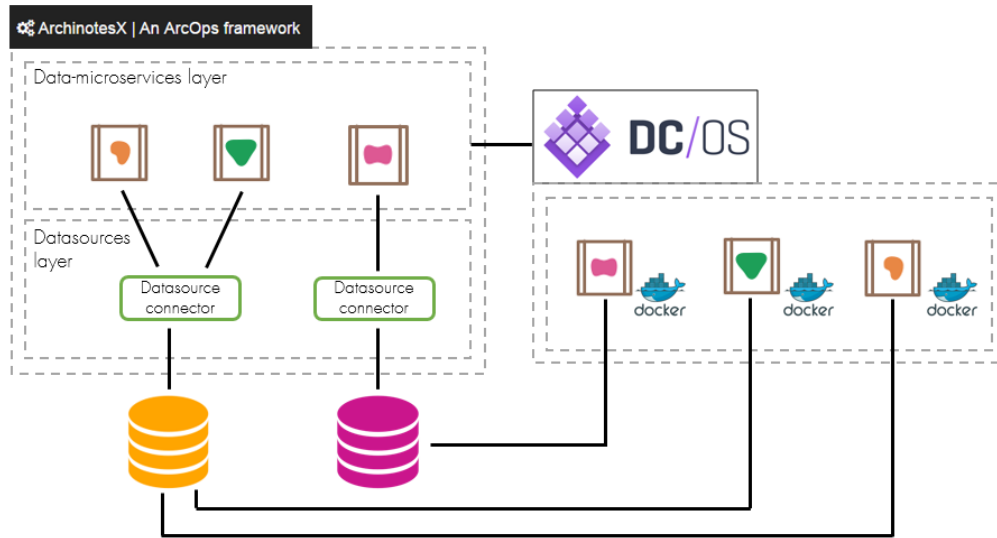 ArchinotesX | An ArcOps framework
Data-microservices layer
DC/OS
Datasources
layer
Datasource
connector
Datasource
connector
docker
docker
docker